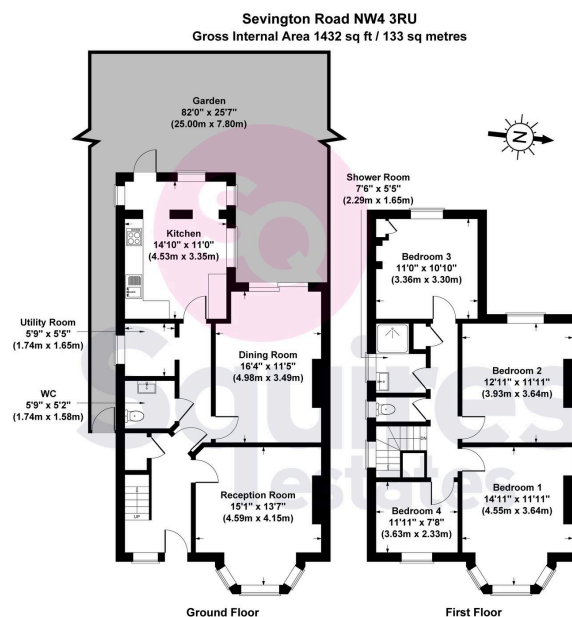 Sevington Road NW4 3RU
Gross Internal Area 1432 sq ft / 133 sq metres
Garden
82'0" x 25'7"
(25.00m x 7.80m)
N
Shower Room
7'6" x 5'5"
(2.29m x 1.65m)
SQ
Kitchen
14'10" x 11'0"
(4.53m x 3.35m)
Bedroom 3
11'0" x 10'10"
(3.36m x 3.30m)
Utility Room
5'9" x 5'5"
(1.74m x 1.65m)
Dining Room
16'4" x 11'5"
(4.98m x 3.49m)
Bedroom 2
12'11" x 11'11"
(3.93m x 3.64m)
WC
5'9" x 5'2"
(1.74m x 1.58m)
Squires
estates
Reception Room
15'1" x 13'7"
(4.59m x 4.15m)
Bedroom 1
14'11" x 11'11"
(4.55m x 3.64m)
Bedroom 4
11'11" x 7'8"
(3.63m x 2.33m)
Ground Floor
First Floor